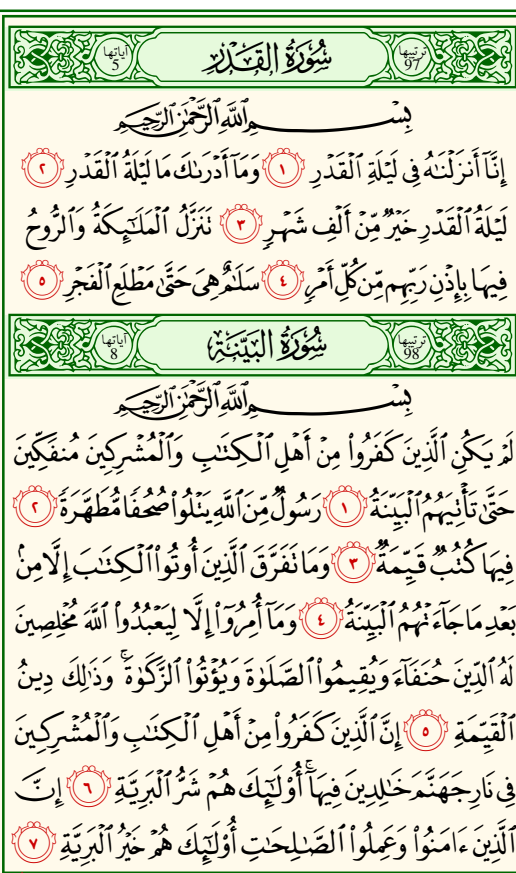 ترتيبها 97 سُورَةُ القَدْرِ آياتها 5
بِسْمِ ٱللَّهِ ٱلرَّحْمَٰنِ ٱلرَّحِيمِ
إِنَّآ أَنزَلْنَٰهُ فِى لَيْلَةِ ٱلْقَدْرِ ١ وَمَآ أَدْرَىٰكَ مَا لَيْلَةُ ٱلْقَدْرِ ٢
لَيْلَةُ ٱلْقَدْرِ خَيْرٌ مِّنْ أَلْفِ شَهْرٍ ٣ تَنَزَّلُ ٱلْمَلَٰٓئِكَةُ وَٱلرُّوحُ
فِيهَا بِإِذْنِ رَبِّهِم مِّن كُلِّ أَمْرٍ ٤ سَلَٰمٌ هِىَ حَتَّىٰ مَطْلَعِ ٱلْفَجْرِ ٥
ترتيبها 98 سُورَةُ البَيِّنَةِ آياتها 8
بِسْمِ ٱللَّهِ ٱلرَّحْمَٰنِ ٱلرَّحِيمِ
لَمْ يَكُنِ ٱلَّذِينَ كَفَرُوا۟ مِنْ أَهْلِ ٱلْكِتَٰبِ وَٱلْمُشْرِكِينَ مُنفَكِّينَ
حَتَّىٰ تَأْتِيَهُمُ ٱلْبَيِّنَةُ ١ رَسُولٌ مِّنَ ٱللَّهِ يَتْلُوا۟ صُحُفًا مُّطَهَّرَةً ٢
فِيهَا كُتُبٌ قَيِّمَةٌ ٣ وَمَا تَفَرَّقَ ٱلَّذِينَ أُوتُوا۟ ٱلْكِتَٰبَ إِلَّا مِنۢ
بَعْدِ مَا جَآءَتْهُمُ ٱلْبَيِّنَةُ ٤ وَمَآ أُمِرُوٓا۟ إِلَّا لِيَعْبُدُوا۟ ٱللَّهَ مُخْلِصِينَ
لَهُ ٱلدِّينَ حُنَفَآءَ وَيُقِيمُوا۟ ٱلصَّلَوٰةَ وَيُؤْتُوا۟ ٱلزَّكَوٰةَ ۚ وَذَٰلِكَ دِينُ
ٱلْقَيِّمَةِ ٥ إِنَّ ٱلَّذِينَ كَفَرُوا۟ مِنْ أَهْلِ ٱلْكِتَٰبِ وَٱلْمُشْرِكِينَ
فِى نَارِ جَهَنَّمَ خَٰلِدِينَ فِيهَآ ۚ أُو۟لَٰٓئِكَ هُمْ شَرُّ ٱلْبَرِيَّةِ ٦ إِنَّ
ٱلَّذِينَ ءَامَنُوا۟ وَعَمِلُوا۟ ٱلصَّٰلِحَٰتِ أُو۟لَٰٓئِكَ هُمْ خَيْرُ ٱلْبَرِيَّةِ ٧